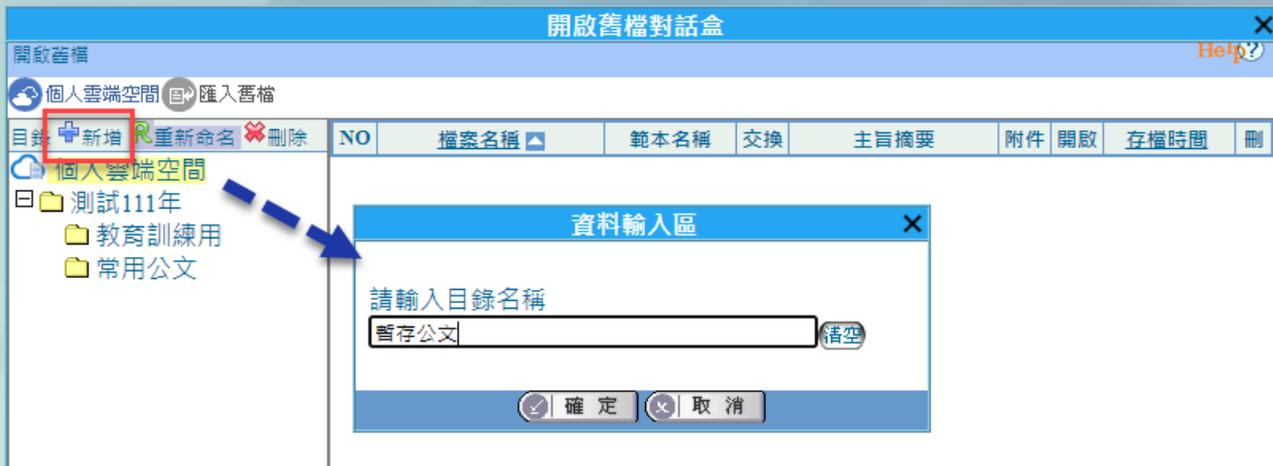 開啟舊檔對話盒
開啟舊檔
Help?
個人雲端空間 匯入舊檔
目錄 新增 R重新命名 刪除
NO 檔案名稱 範本名稱 交換 主旨摘要 附件 開啟 存檔時間 刪
個人雲端空間
測試111年
教育訓練用
常用公文
資料輸入區
請輸入目錄名稱
暫存公文
清空
確定 取消